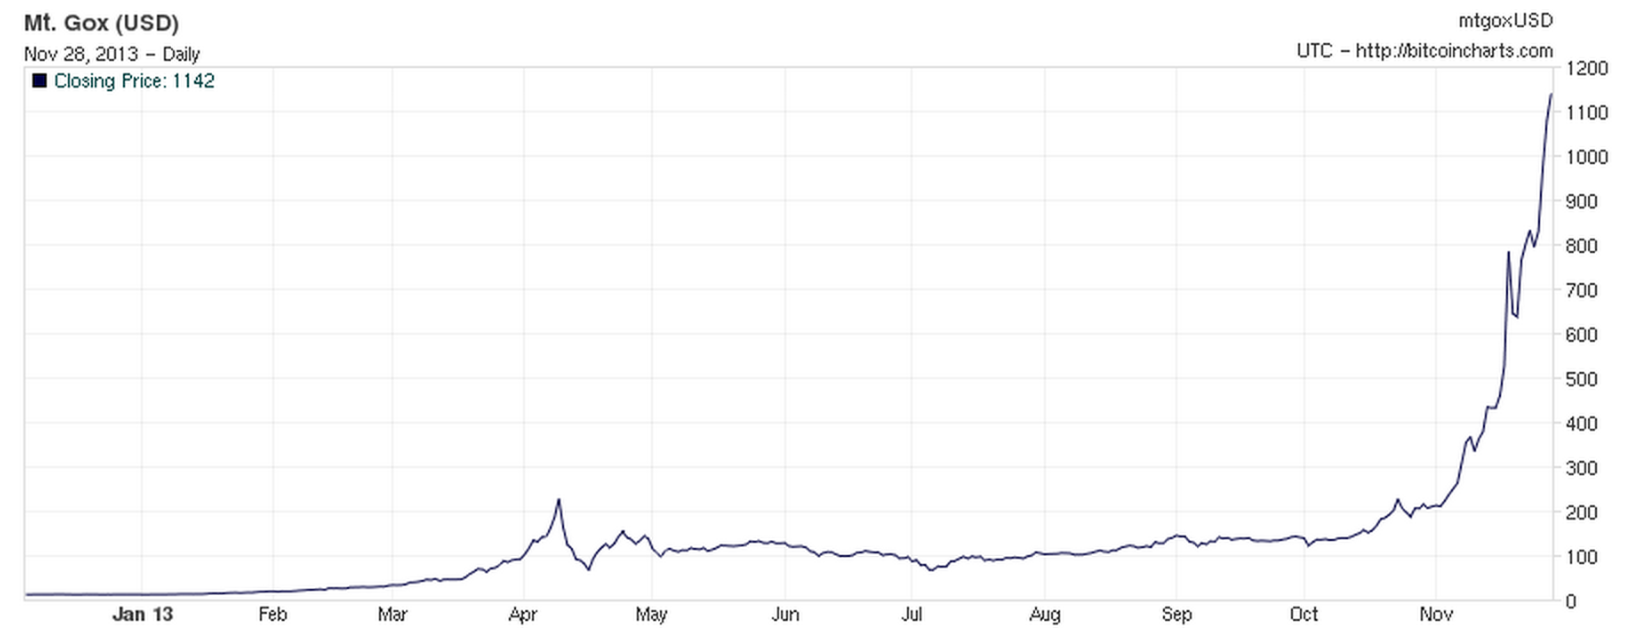 Mt. Gox (USD)
mtgoxUSD
Nov 28, 2013 – Daily
UTC – http://bitcoincharts.com
Closing Price: 1142
1200
1100
1000
900
800
700
600
500
400
300
200
100
0
Jan 13 Feb Mar Apr May Jun Jul Aug Sep Oct Nov